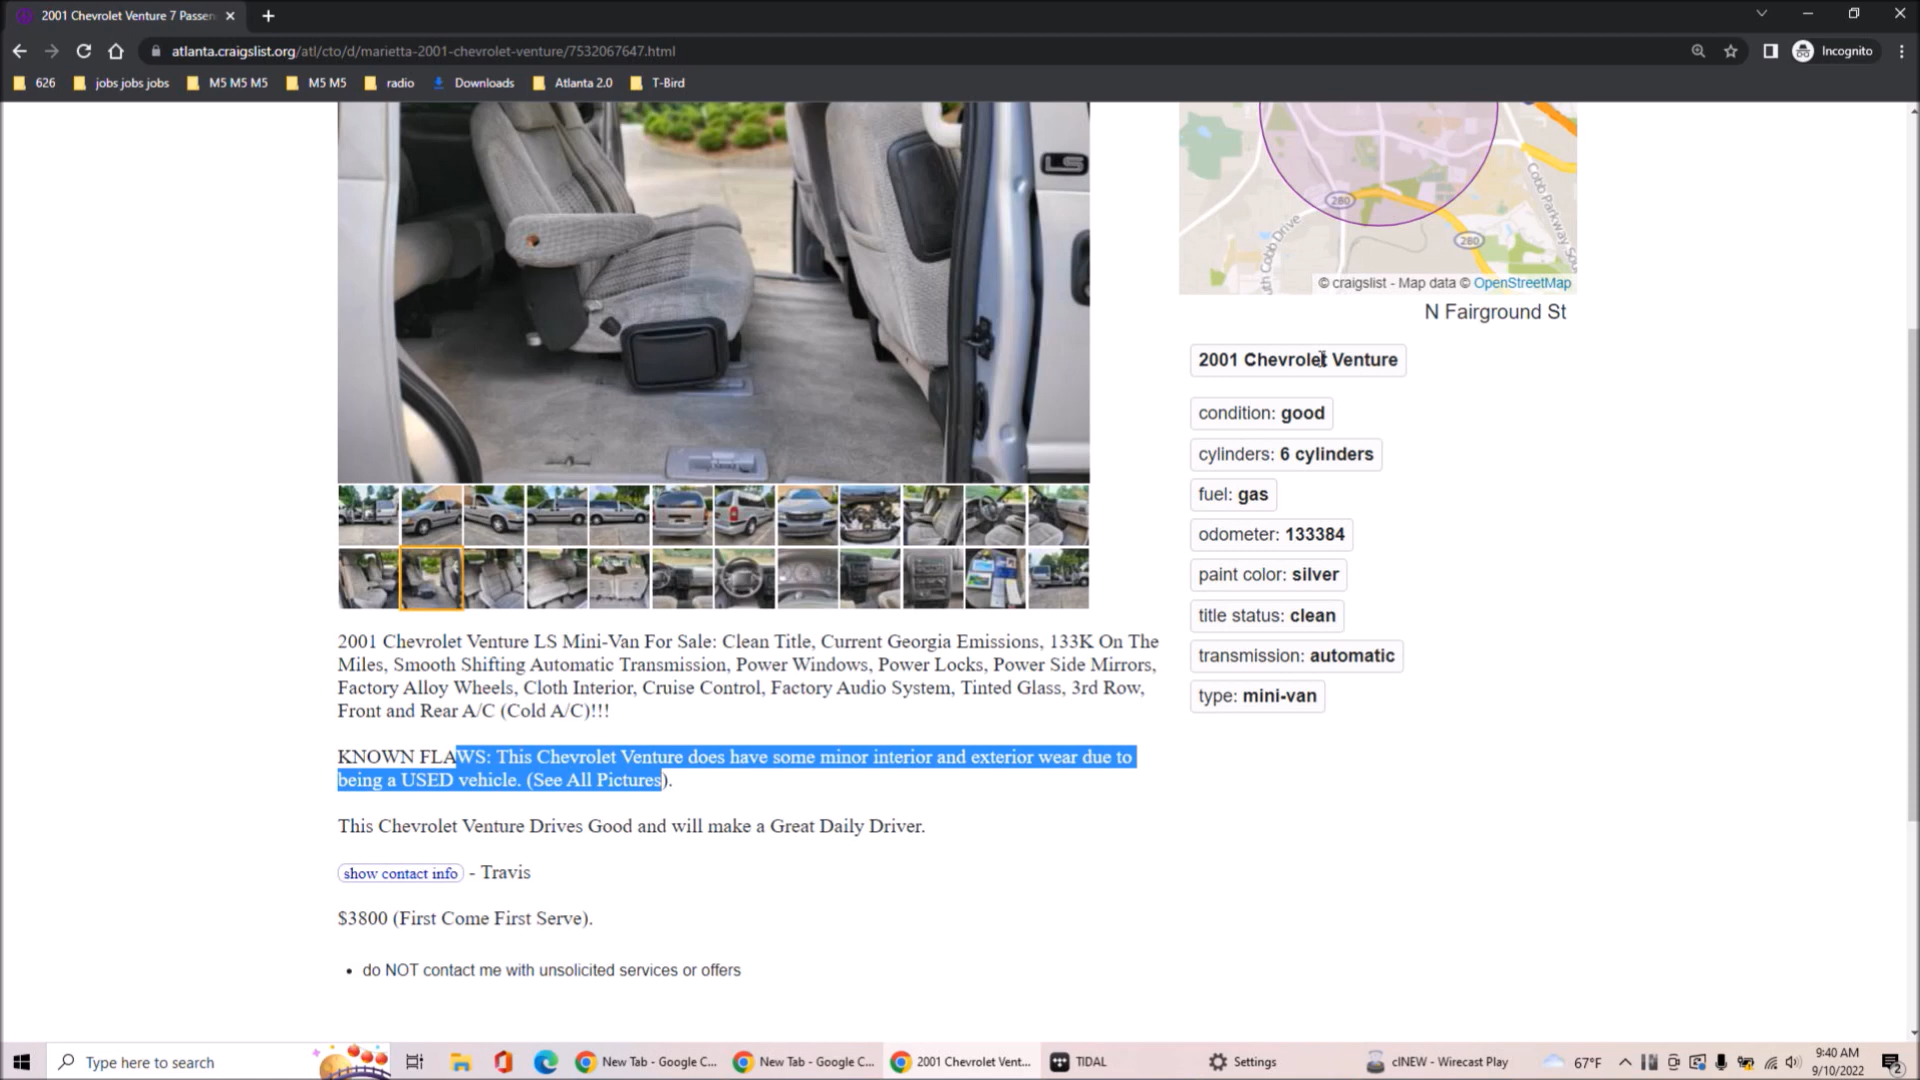 2001 Chevrolet Venture 7 Passen
atlanta.craigslist.org/atl/cto/d/marietta-2001-chevrolet-venture/7532067647.html
Incognito
626
jobs jobs jobs
M5 M5 M5
M5 M5
radio
Downloads
Atlanta 2.0
T-Bird
LS
280
280
Cobb Parkway So
uth Cobb Drive
© craigslist - Map data © OpenStreetMap
N Fairground St
2001 Chevrolet Venture
condition: good
cylinders: 6 cylinders
fuel: gas
odometer: 133384
paint color: silver
title status: clean
transmission: automatic
type: mini-van
2001 Chevrolet Venture LS Mini-Van For Sale: Clean Title, Current Georgia Emissions, 133K On The
Miles, Smooth Shifting Automatic Transmission, Power Windows, Power Locks, Power Side Mirrors,
Factory Alloy Wheels, Cloth Interior, Cruise Control, Factory Audio System, Tinted Glass, 3rd Row,
Front and Rear A/C (Cold A/C)!!!
KNOWN FLAWS: This Chevrolet Venture does have some minor interior and exterior wear due to
being a USED vehicle. (See All Pictures).
This Chevrolet Venture Drives Good and will make a Great Daily Driver.
show contact info - Travis
$3800 (First Come First Serve).
• do NOT contact me with unsolicited services or offers
Type here to search
New Tab - Google C...
New Tab - Google C...
2001 Chevrolet Vent...
TIDAL
Settings
cINEW - Wirecast Play
67°F
9:40 AM
9/10/2022
2